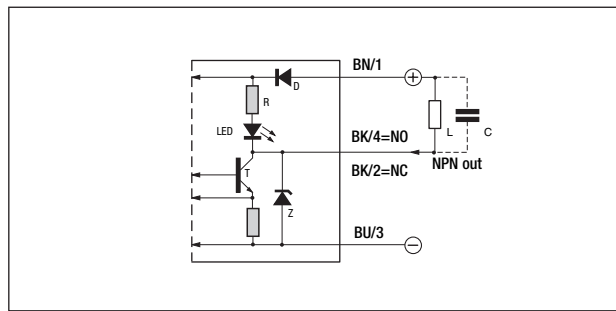 BN/1
+
D
R
LED
L
C
BK/4=NO
NPN out
BK/2=NC
T
Z
BU/3
−